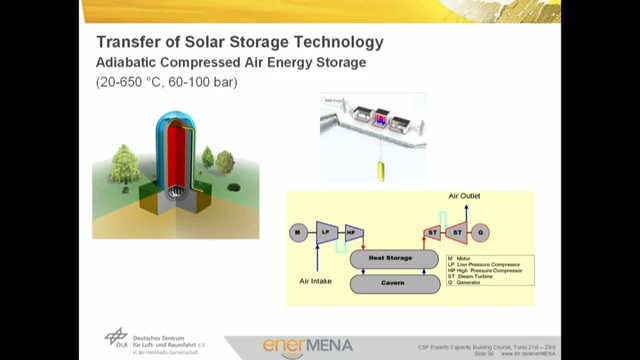 Transfer of Solar Storage Technology
Adiabatic Compressed Air Energy Storage
(20-650 °C, 60-100 bar)
Air Outlet
M
LP
HP
ST
ST
G
Heat Storage
Cavern
Air Intake
M Motor
LP Low Pressure Compressor
HP High Pressure Compressor
ST Steam Turbine
G Generator
DLR
Deutsches Zentrum
für Luft- und Raumfahrt e.V.
in der Helmholtz-Gemeinschaft
enerMENA
CSP Experts Capacity Building Course, Tunis 21st – 23rd
www.dlr.de/enerMENA